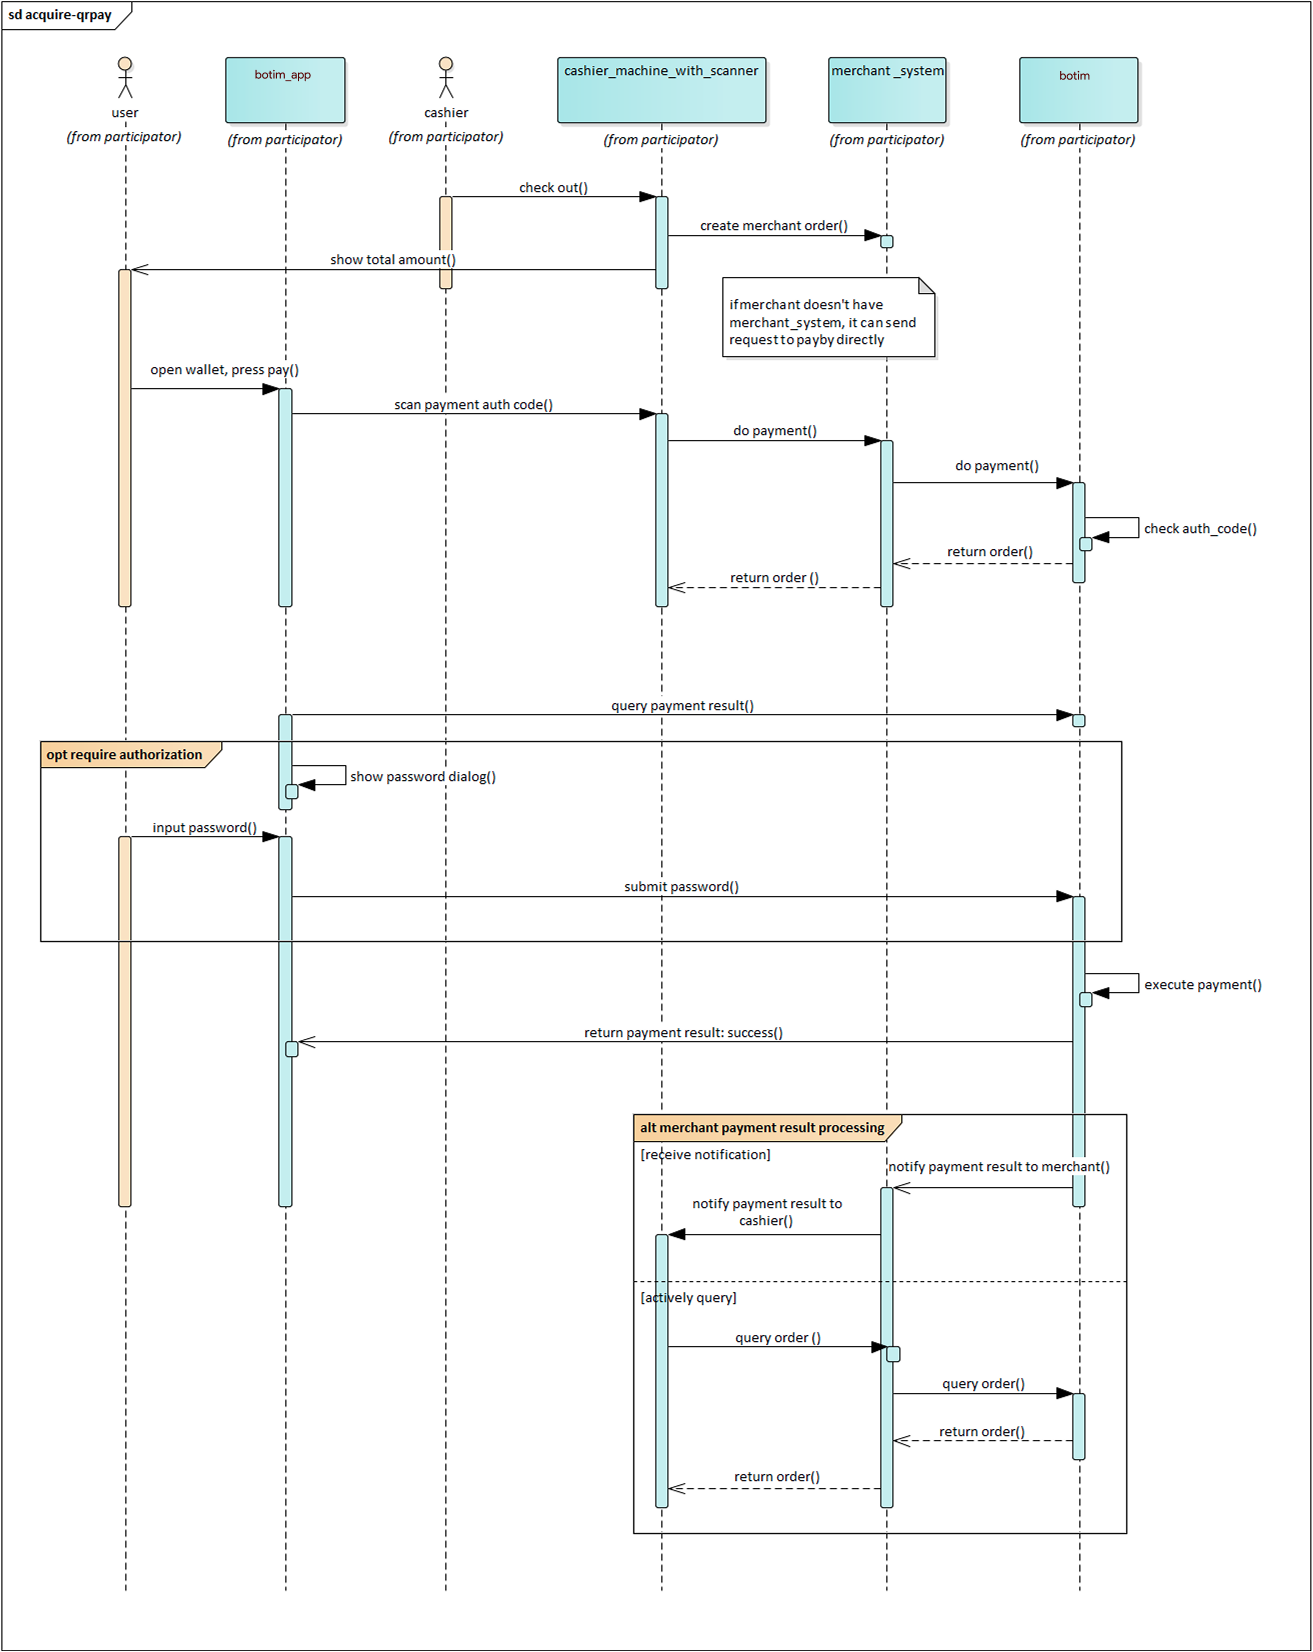 sd acquire-qrpay
botim_app
cashier_machine_with_scanner
merchant _system
botim
user
cashier
(from participator)
(from participator)
(from participator)
(from participator)
(from participator)
(from participator)
check out()
create merchant order()
show total amount()
if merchant doesn't have
merchant_system, it can send
request to payby directly
open wallet, press pay()
scan payment auth code()
do payment()
do payment()
check auth_code()
return order()
return order ()
query payment result()
opt require authorization
show password dialog()
input password()
submit password()
execute payment()
return payment result: success()
alt merchant payment result processing
[receive notification]
notify payment result to merchant()
notify payment result to
cashier()
[actively query]
query order ()
query order()
return order()
return order()